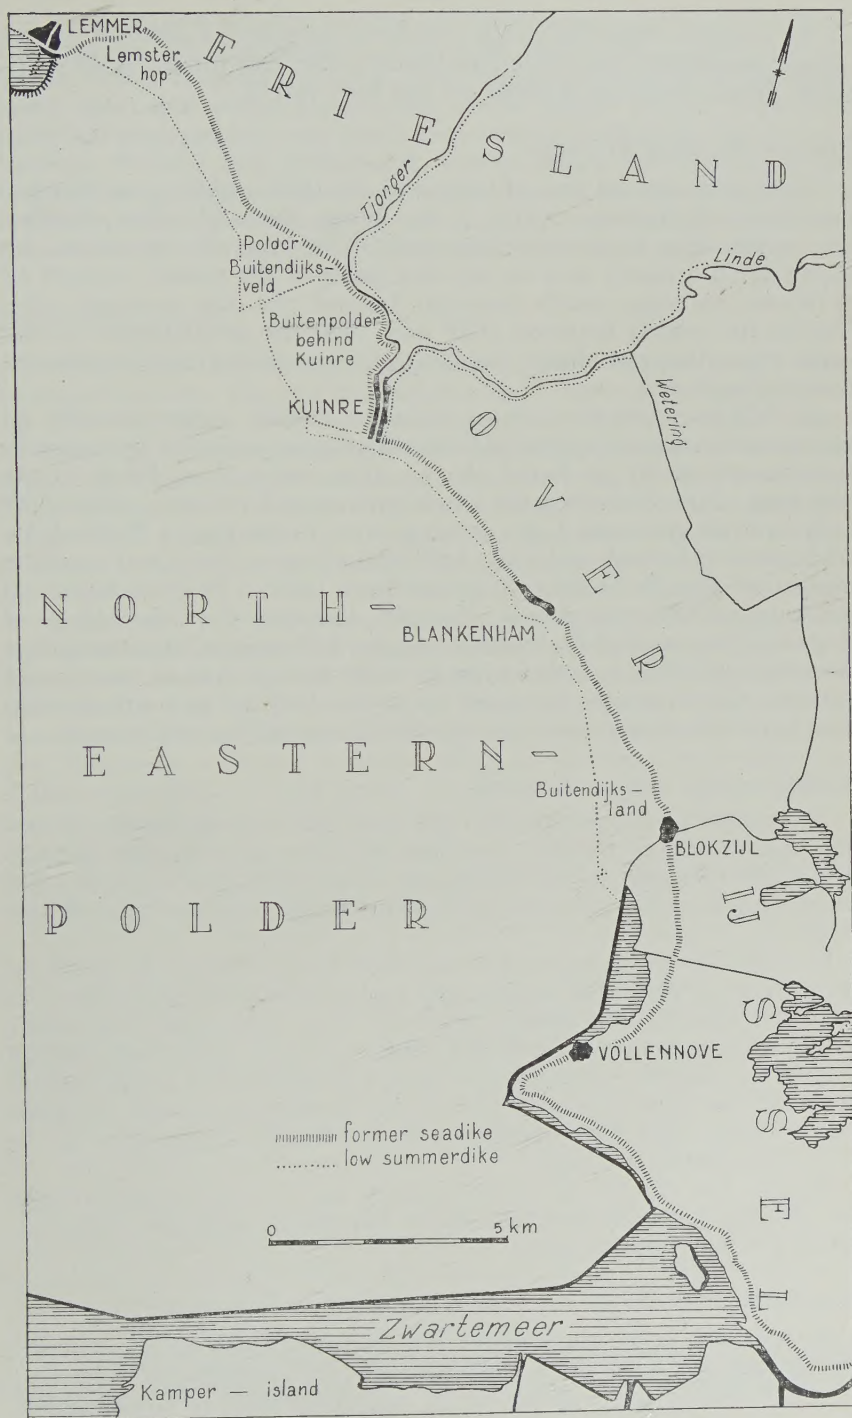 LEMMER
Lemster
hop
FRIESLAND
Tjonger
Linde
Polder
Buitendijks-
veld
Buitenpolder
behind
Kuinre
KUINRE
Wetering
OVERIJSSEL
NORTH-
BLANKENHAM
EASTERN-
Buitendijks-
land
BLOKZIJL
POLDER
VOLLENNOVE
former seadike
low summerdike
0 5 km
Zwartemeer
Kamper — island